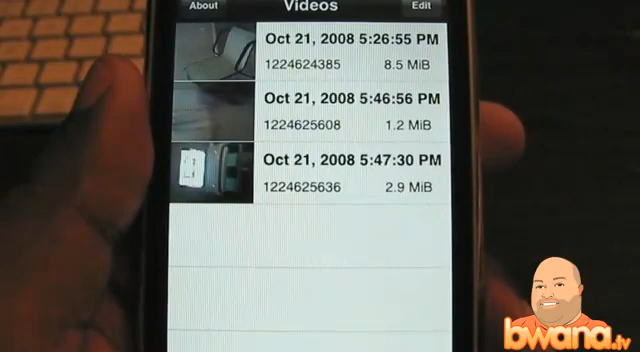 About Videos Edit
Oct 21, 2008 5:26:55 PM
1224624385 8.5 MiB
Oct 21, 2008 5:46:56 PM
1224625608 1.2 MiB
Oct 21, 2008 5:47:30 PM
1224625636 2.9 MiB
bwana.tv